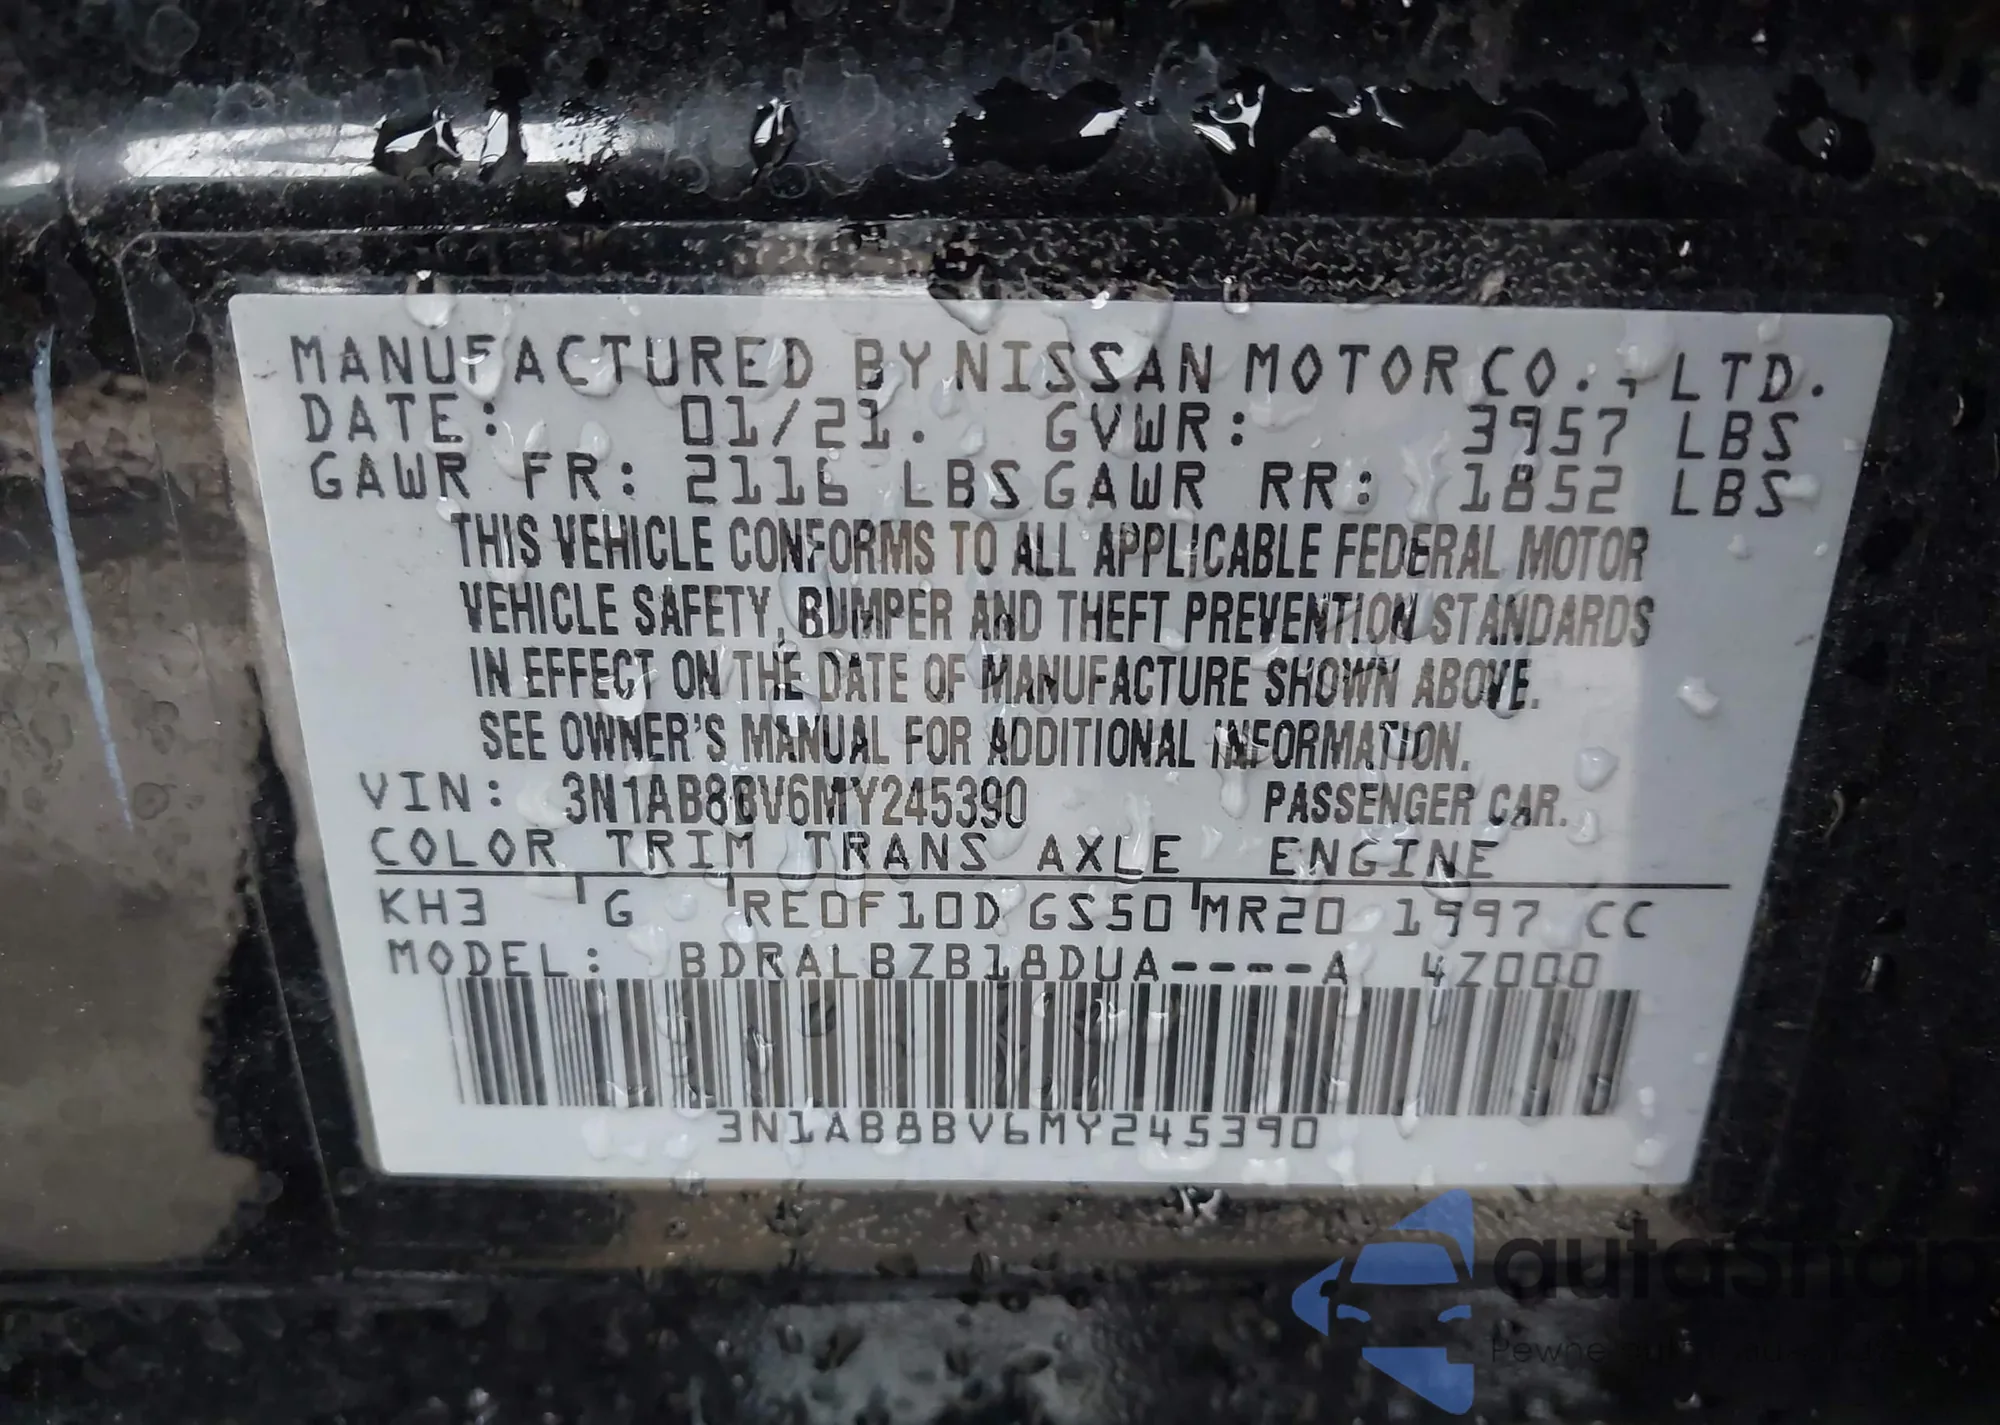 MANUFACTURED BY NISSAN MOTOR CO., LTD.
DATE: 01/21. GVWR: 3957 LBS
GAWR FR: 2116 LBS GAWR RR: 1852 LBS
THIS VEHICLE CONFORMS TO ALL APPLICABLE FEDERAL MOTOR
VEHICLE SAFETY, BUMPER AND THEFT PREVENTION STANDARDS
IN EFFECT ON THE DATE OF MANUFACTURE SHOWN ABOVE.
SEE OWNER'S MANUAL FOR ADDITIONAL INFORMATION.
VIN: 3N1AB8BV6MY245390 PASSENGER CAR.
COLOR TRIM TRANS AXLE ENGINE
KH3 G RE0F10D GS50 MR20 1997 CC
MODEL: BDRALBZB18DUA----A 4Z000
3N1AB8BV6MY245390
autasnap
Pewne